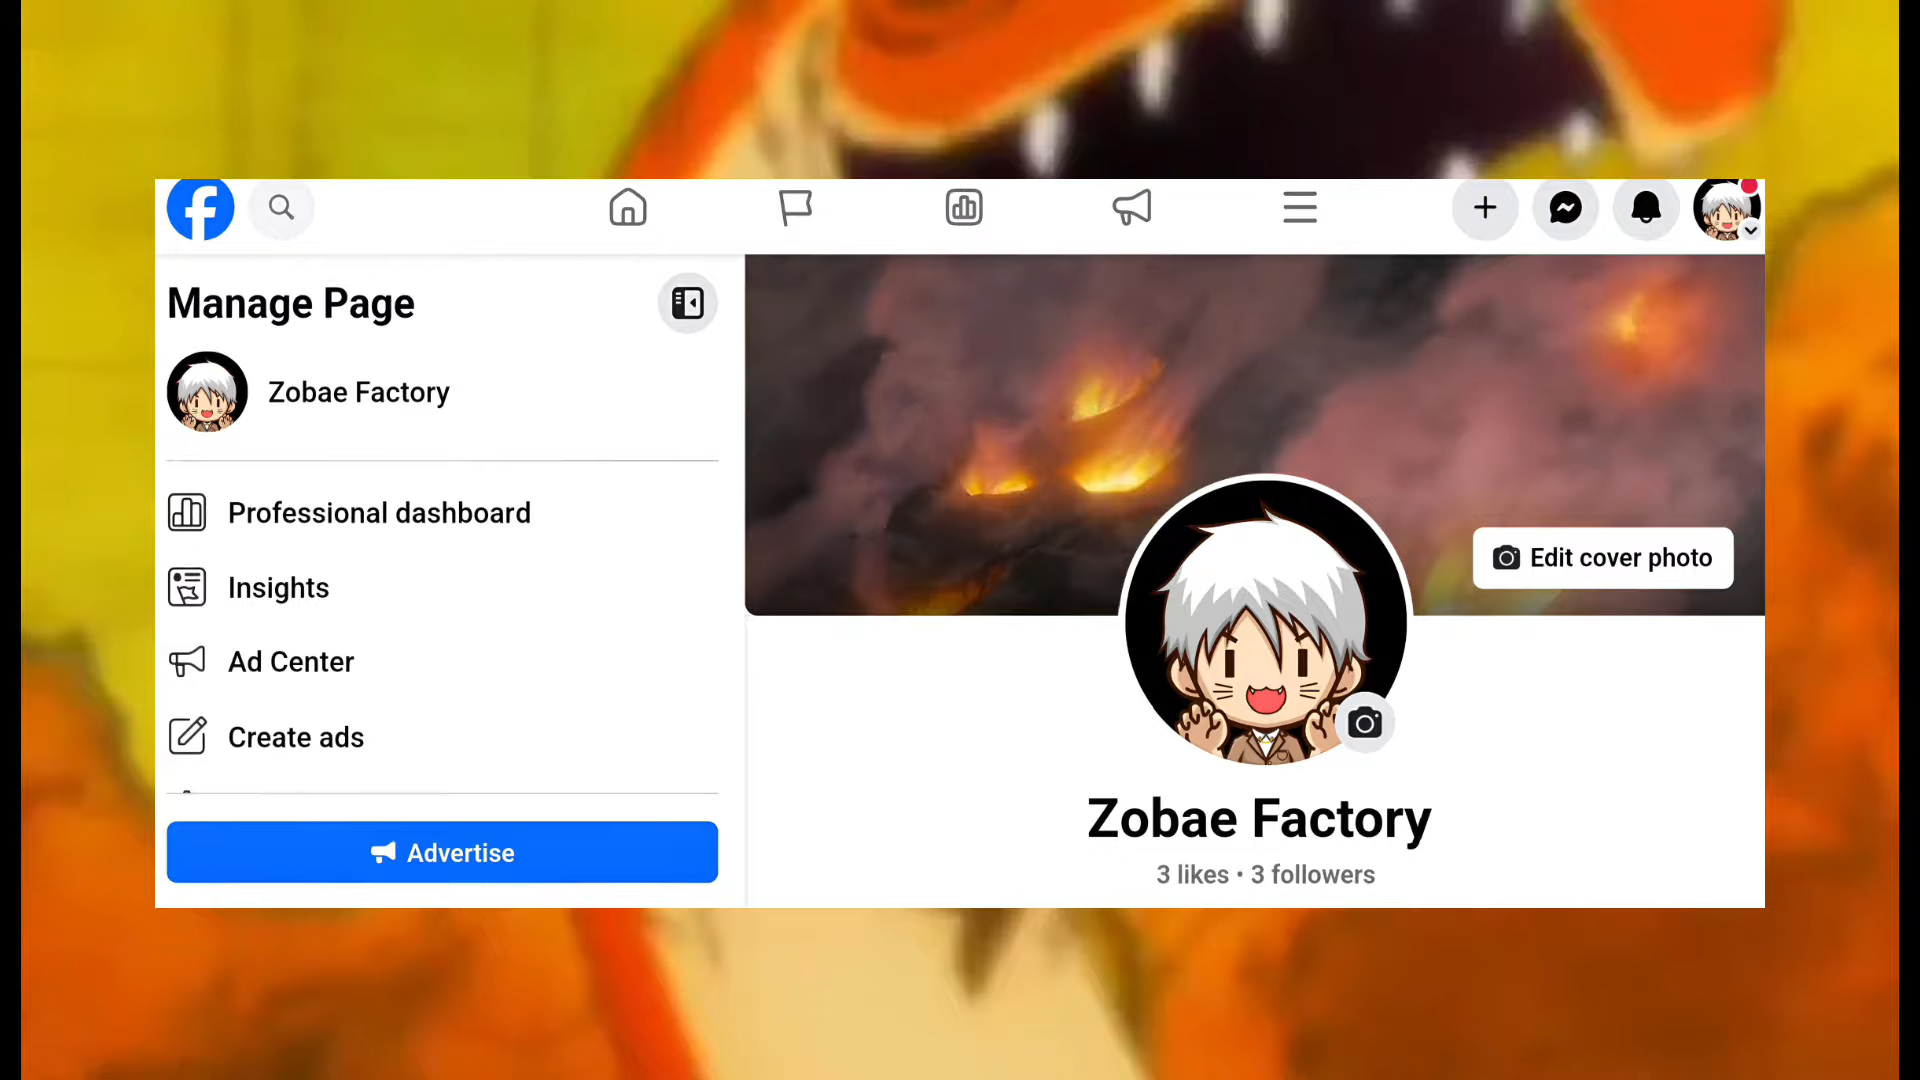 Manage Page
Zobae Factory
Professional dashboard
Insights
Ad Center
Create ads
Advertise
Edit cover photo
Zobae Factory
3 likes • 3 followers